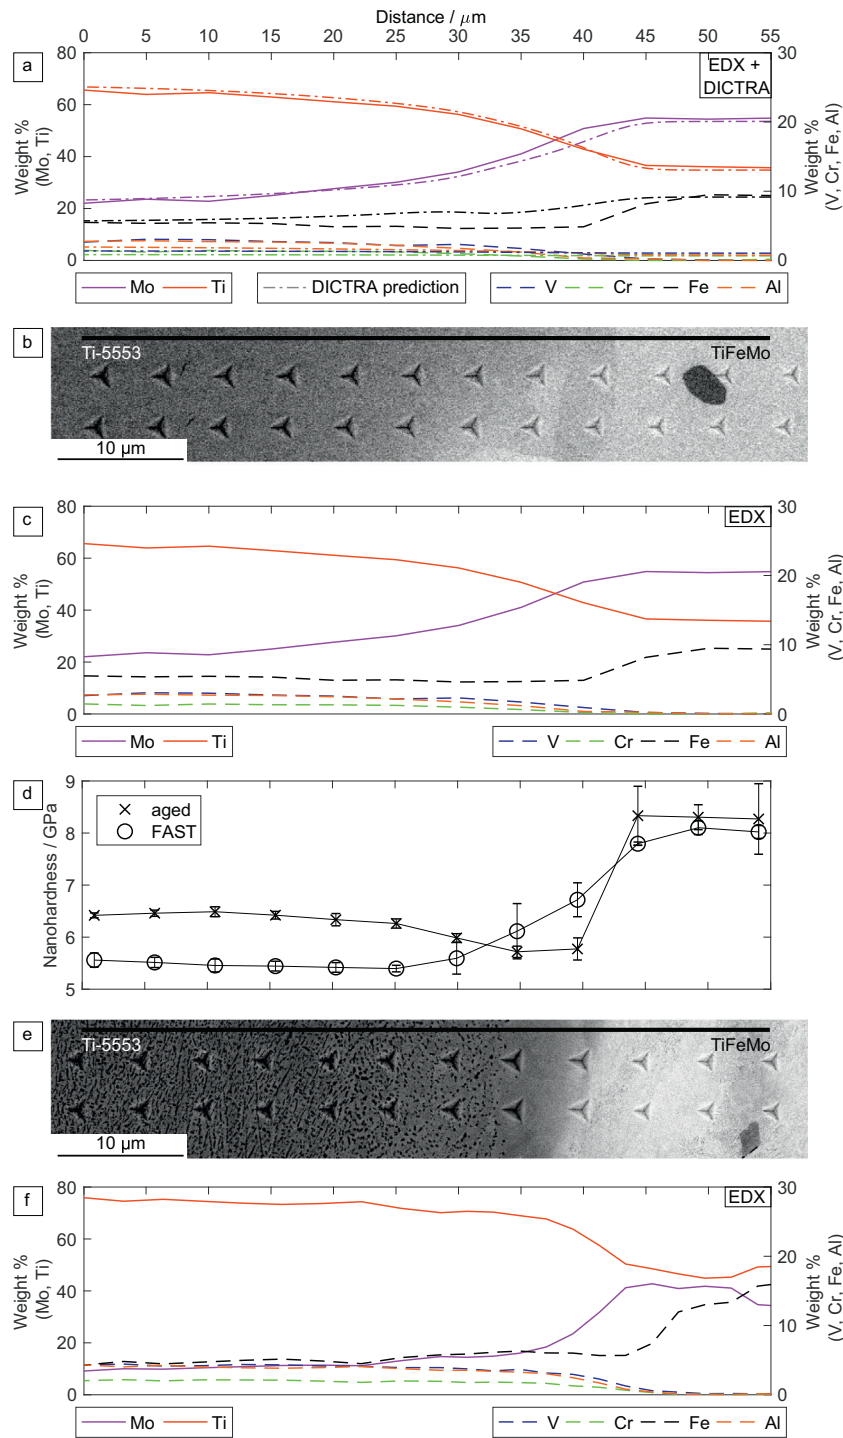 Distance / μm
0 5 10 15 20 25 30 35 40 45 50 55
a
EDX +
DICTRA
80
60
40
20
0
Weight %
(Mo, Ti)
30
20
10
0
Weight %
(V, Cr, Fe, Al)
Mo Ti DICTRA prediction V Cr Fe Al
b
Ti-5553 TiFeMo
10 μm
c
EDX
80
60
40
20
0
Weight %
(Mo, Ti)
30
20
10
0
Weight %
(V, Cr, Fe, Al)
Mo Ti V Cr Fe Al
d
aged
FAST
9
8
7
6
5
Nanohardness / GPa
e
Ti-5553 TiFeMo
10 μm
f
EDX
80
60
40
20
0
Weight %
(Mo, Ti)
30
20
10
0
Weight %
(V, Cr, Fe, Al)
Mo Ti V Cr Fe Al